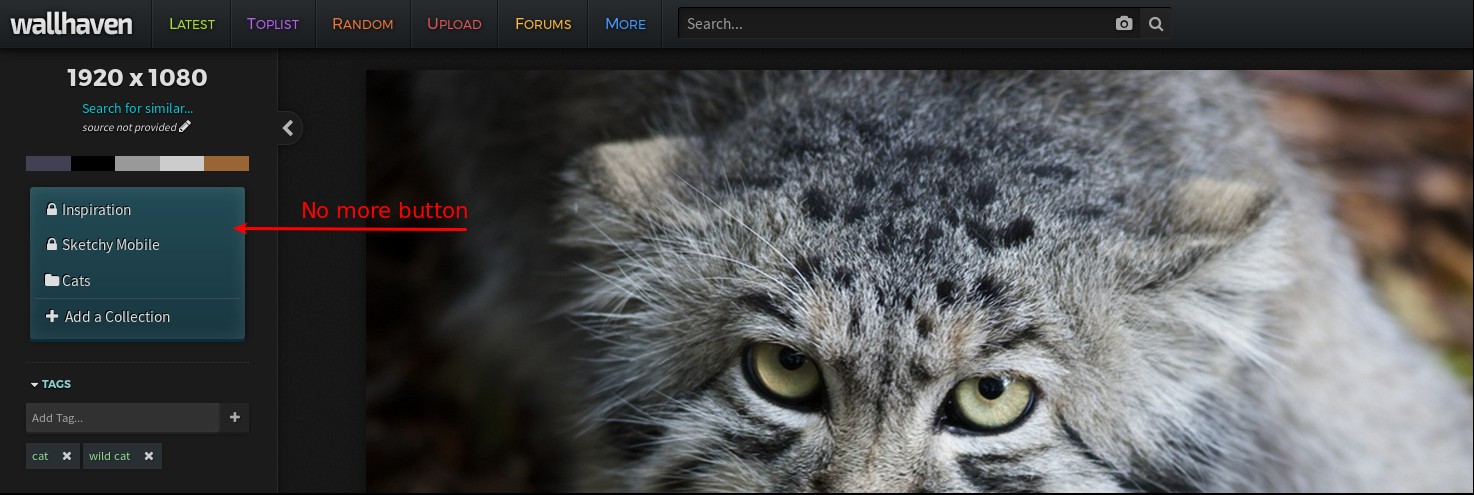 wallhaven
Latest
Toplist
Random
Upload
Forums
More
Search...
1920 x 1080
Search for similar...
source not provided
Inspiration
Sketchy Mobile
Cats
Add a Collection
No more button
TAGS
Add Tag...
cat
wild cat